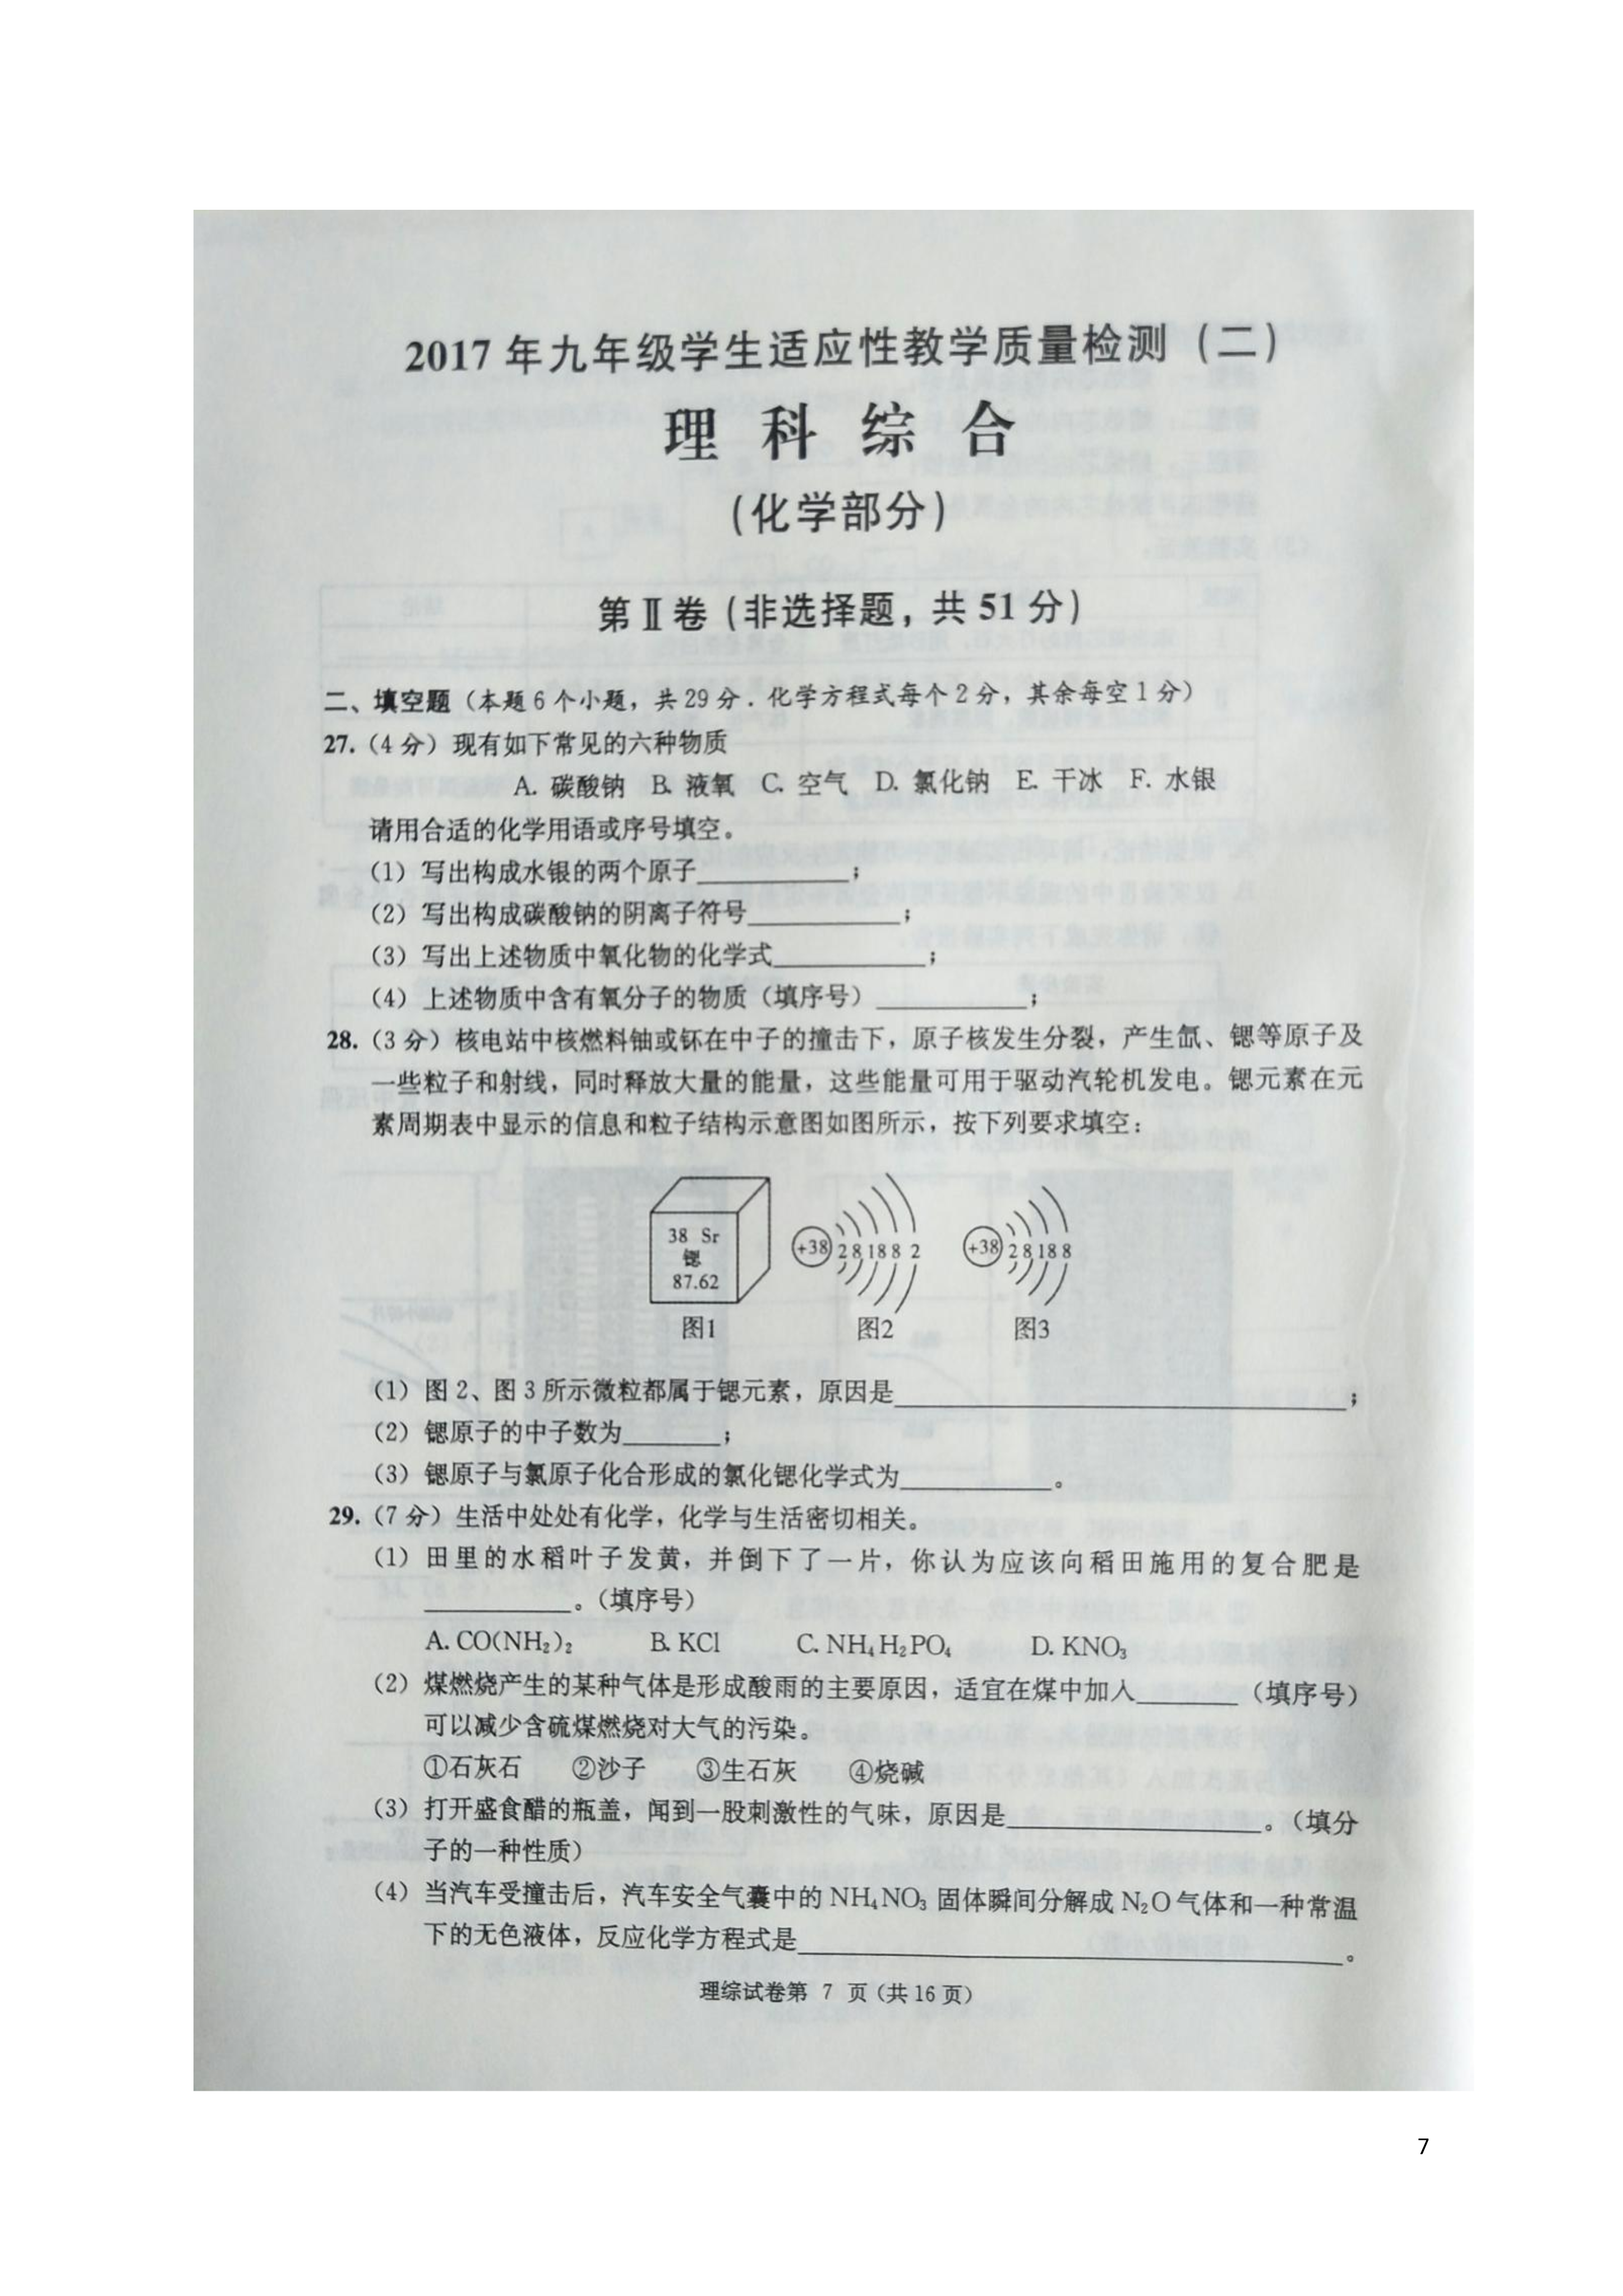 2017 年九年级学生适应性教学质量检测（二）
理 科 综 合
（化学部分）
第Ⅱ卷（非选择题，共 51 分）
二、填空题（本题 6 个小题，共 29 分．化学方程式每个 2 分，其余每空 1 分）
27.（4 分）现有如下常见的六种物质
A. 碳酸钠 B. 液氧 C. 空气 D. 氯化钠 E. 干冰 F. 水银
请用合适的化学用语或序号填空。
（1）写出构成水银的两个原子____________；
（2）写出构成碳酸钠的阴离子符号____________；
（3）写出上述物质中氧化物的化学式____________；
（4）上述物质中含有氧分子的物质（填序号）____________；
28.（3 分）核电站中核燃料铀或钚在中子的撞击下，原子核发生分裂，产生氙、锶等原子及
一些粒子和射线，同时释放大量的能量，这些能量可用于驱动汽轮机发电。锶元素在元
素周期表中显示的信息和粒子结构示意图如图所示，按下列要求填空：
38 Sr
锶
87.62
+38 2 8 18 8 2
+38 2 8 18 8
图1 图2 图3
（1）图 2、图 3 所示微粒都属于锶元素，原因是____________；
（2）锶原子的中子数为________；
（3）锶原子与氯原子化合形成的氯化锶化学式为____________。
29.（7 分）生活中处处有化学，化学与生活密切相关。
（1）田里的水稻叶子发黄，并倒下了一片，你认为应该向稻田施用的复合肥是
____________。（填序号）
A. CO(NH₂)₂ B. KCl C. NH₄H₂PO₄ D. KNO₃
（2）煤燃烧产生的某种气体是形成酸雨的主要原因，适宜在煤中加入________（填序号）
可以减少含硫煤燃烧对大气的污染。
①石灰石 ②沙子 ③生石灰 ④烧碱
（3）打开盛食醋的瓶盖，闻到一股刺激性的气味，原因是____________。（填分
子的一种性质）
（4）当汽车受撞击后，汽车安全气囊中的 NH₄NO₃ 固体瞬间分解成 N₂O 气体和一种常温
下的无色液体，反应化学方程式是____________。
理综试卷第 7 页（共 16 页）
7